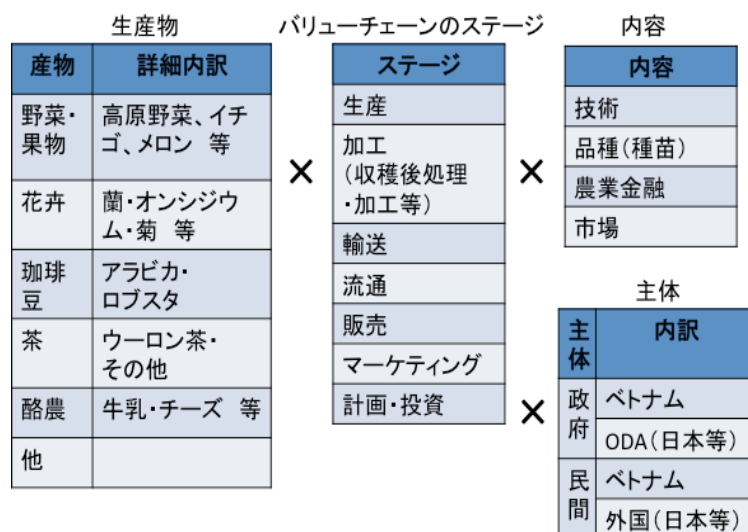 生産物
産物 詳細内訳
野菜・
果物
高原野菜、イチ
ゴ、メロン 等
花卉
蘭・オンシジウ
ム・菊 等
珈琲
豆
アラビカ・
ロブスタ
茶
ウーロン茶・
その他
酪農
牛乳・チーズ 等
他
×
バリューチェーンのステージ
ステージ
生産
加工
(収穫後処理
・加工等)
輸送
流通
販売
マーケティング
計画・投資
×
内容
内容
技術
品種(種苗)
農業金融
市場
×
主体
主
体
内訳
政
府
ベトナム
ODA(日本等)
民
間
ベトナム
外国(日本等)